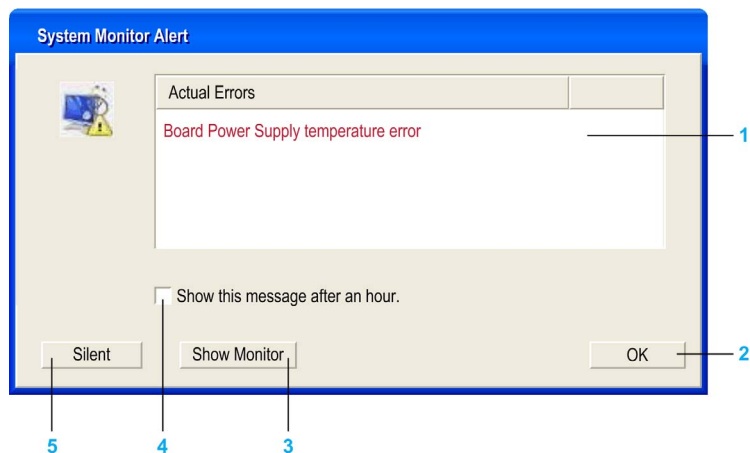 System Monitor Alert
Actual Errors
Board Power Supply temperature error
1
Show this message after an hour.
Silent
Show Monitor
OK
2
5
4
3